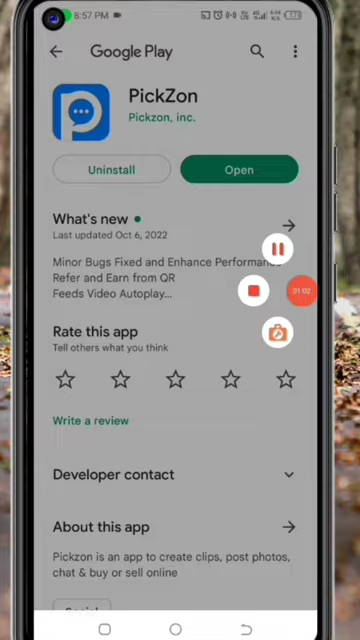 8:57 PM
Google Play
PickZon
Pickzon, inc.
Uninstall
Open
What's new
Last updated Oct 6, 2022
Minor Bugs Fixed and Enhance Performance
Refer and Earn from QR
Feeds Video Autoplay...
01:02
Rate this app
Tell others what you think
Write a review
Developer contact
About this app
Pickzon is an app to create clips, post photos,
chat & buy or sell online
Social